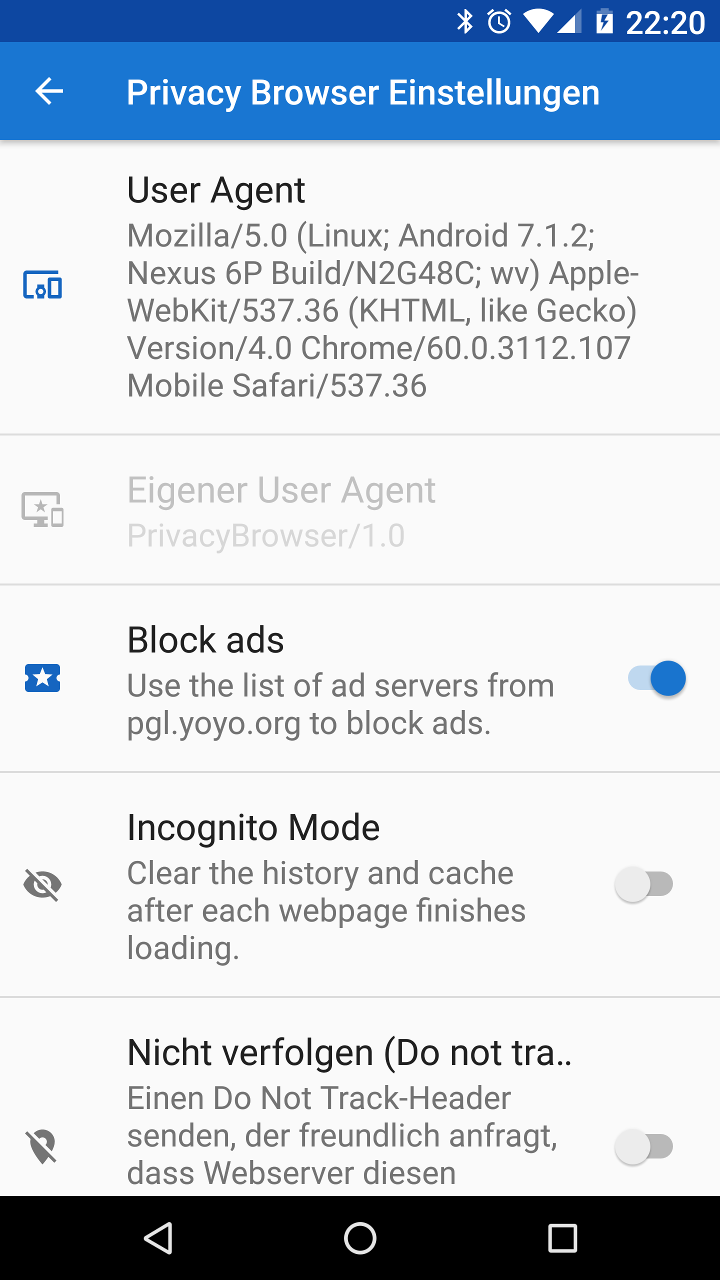 22:20
Privacy Browser Einstellungen
User Agent
Mozilla/5.0 (Linux; Android 7.1.2;
Nexus 6P Build/N2G48C; wv) Apple-
WebKit/537.36 (KHTML, like Gecko)
Version/4.0 Chrome/60.0.3112.107
Mobile Safari/537.36
Eigener User Agent
PrivacyBrowser/1.0
Block ads
Use the list of ad servers from
pgl.yoyo.org to block ads.
Incognito Mode
Clear the history and cache
after each webpage finishes
loading.
Nicht verfolgen (Do not tra..
Einen Do Not Track-Header
senden, der freundlich anfragt,
dass Webserver diesen